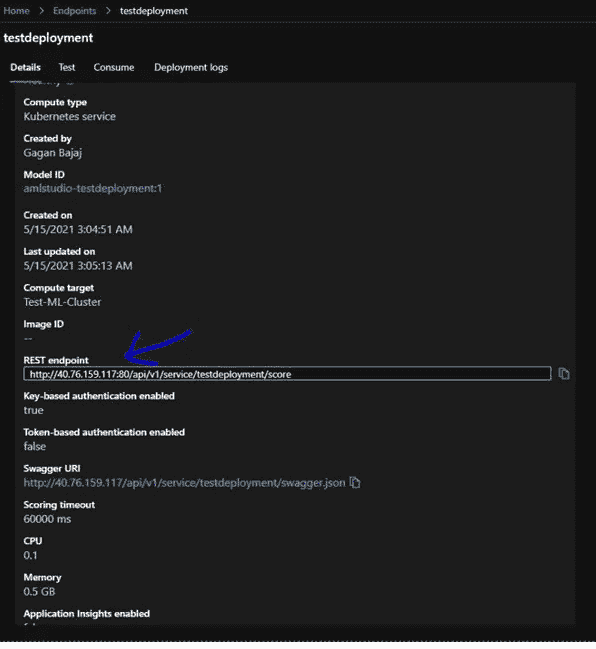 Home > Endpoints > testdeployment
testdeployment
Details Test Consume Deployment logs
Compute type
Kubernetes service
Created by
Gagan Bajaj
Model ID
amlstudio-testdeployment:1
Created on
5/15/2021 3:04:51 AM
Last updated on
5/15/2021 3:05:13 AM
Compute target
Test-ML-Cluster
Image ID
--
REST endpoint
http://40.76.159.117:80/api/v1/service/testdeployment/score
Key-based authentication enabled
true
Token-based authentication enabled
false
Swagger URI
http://40.76.159.117/api/v1/service/testdeployment/swagger.json
Scoring timeout
60000 ms
CPU
0.1
Memory
0.5 GB
Application Insights enabled